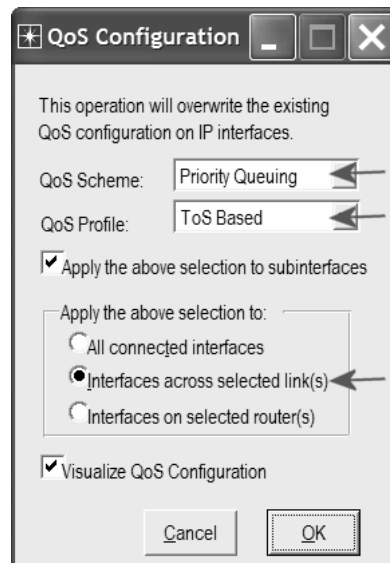 QoS Configuration
This operation will overwrite the existing
QoS configuration on IP interfaces.
QoS Scheme: Priority Queuing
QoS Profile: ToS Based
Apply the above selection to subinterfaces
Apply the above selection to:
All connected interfaces
Interfaces across selected link(s)
Interfaces on selected router(s)
Visualize QoS Configuration
Cancel OK